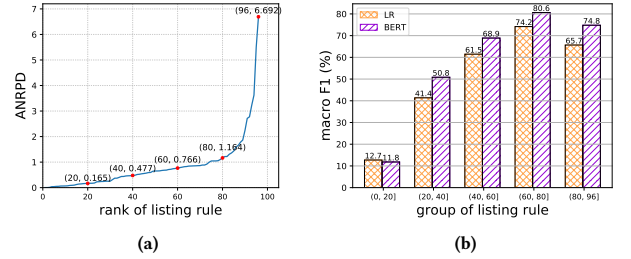 7
6
5
4
3
2
1
0
ANRPD
(96, 6.692)
(80, 1.164)
(60, 0.766)
(40, 0.477)
(20, 0.165)
0 20 40 60 80 100
rank of listing rule
(a)
80
70
60
50
40
30
20
10
0
macro F1 (%)
LR
BERT
12.7 11.8
41.4 50.8
61.5 68.9
74.2 80.6
65.7 74.8
(0, 20] (20, 40] (40, 60] (60, 80] (80, 96]
group of listing rule
(b)